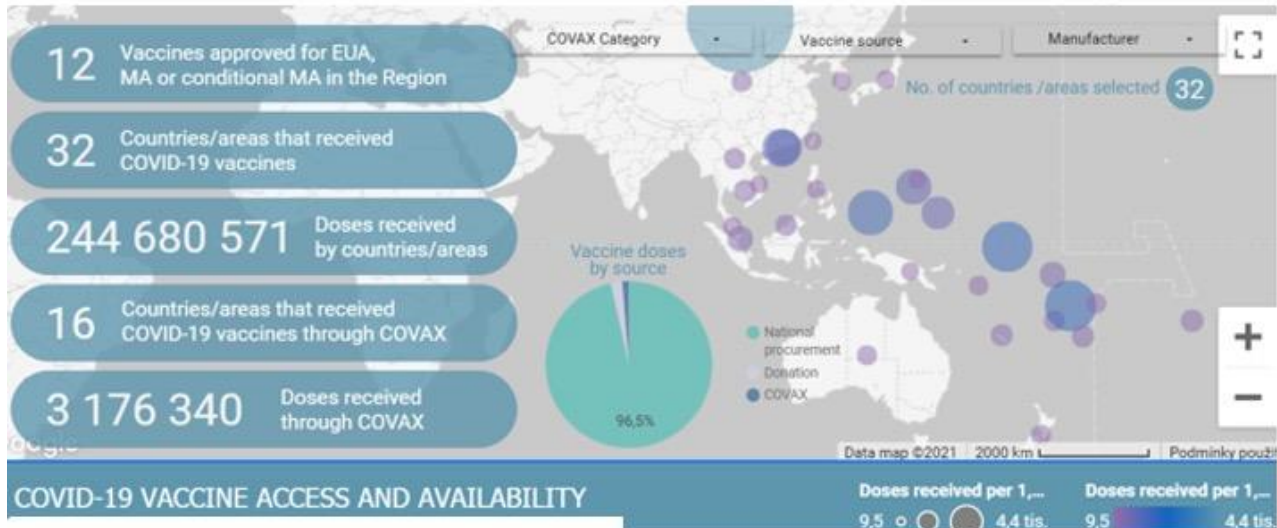 12
Vaccines approved for EUA,
MA or conditional MA in the Region
32
Countries/areas that received
COVID-19 vaccines
244 680 571
Doses received
by countries/areas
16
Countries/areas that received
COVID-19 vaccines through COVAX
3 176 340
Doses received
through COVAX
COVAX Category
Vaccine source
Manufacturer
No. of countries /areas selected 32
Vaccine doses
by source
96,5%
National
procurement
Donation
COVAX
Data map ©2021
2000 km
Podmínky použit
COVID-19 VACCINE ACCESS AND AVAILABILITY
Doses received per 1,...
9,5
4,4 tis.
Doses received per 1,...
9,5
4,4 tis.